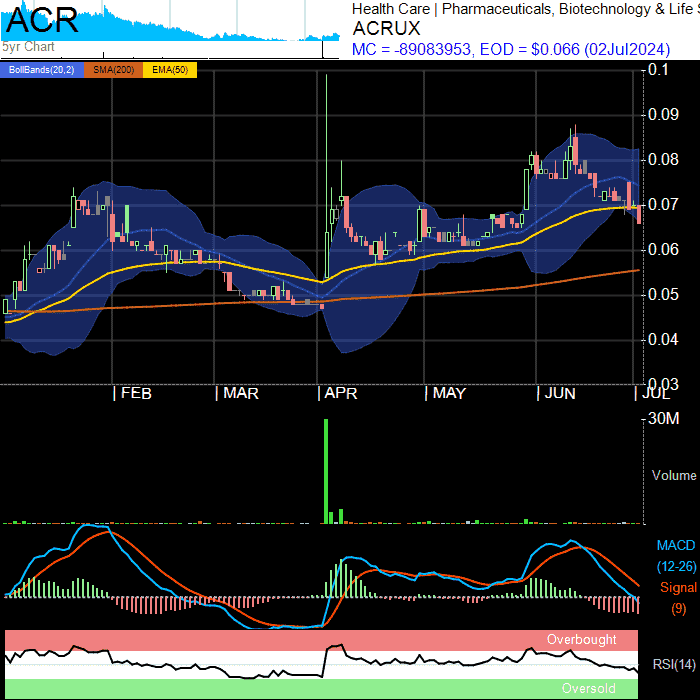 ACR
5yr Chart
Health Care | Pharmaceuticals, Biotechnology & Life S
ACRUX
MC = -89083953, EOD = $0.066 (02Jul2024)
BollBands(20,2) SMA(200) EMA(50)
0.1
0.09
0.08
0.07
0.06
0.05
0.04
0.03
| FEB | MAR | APR | MAY | JUN | JUL
30M
Volume
MACD
(12-26)
Signal
(9)
Overbought
RSI(14)
Oversold